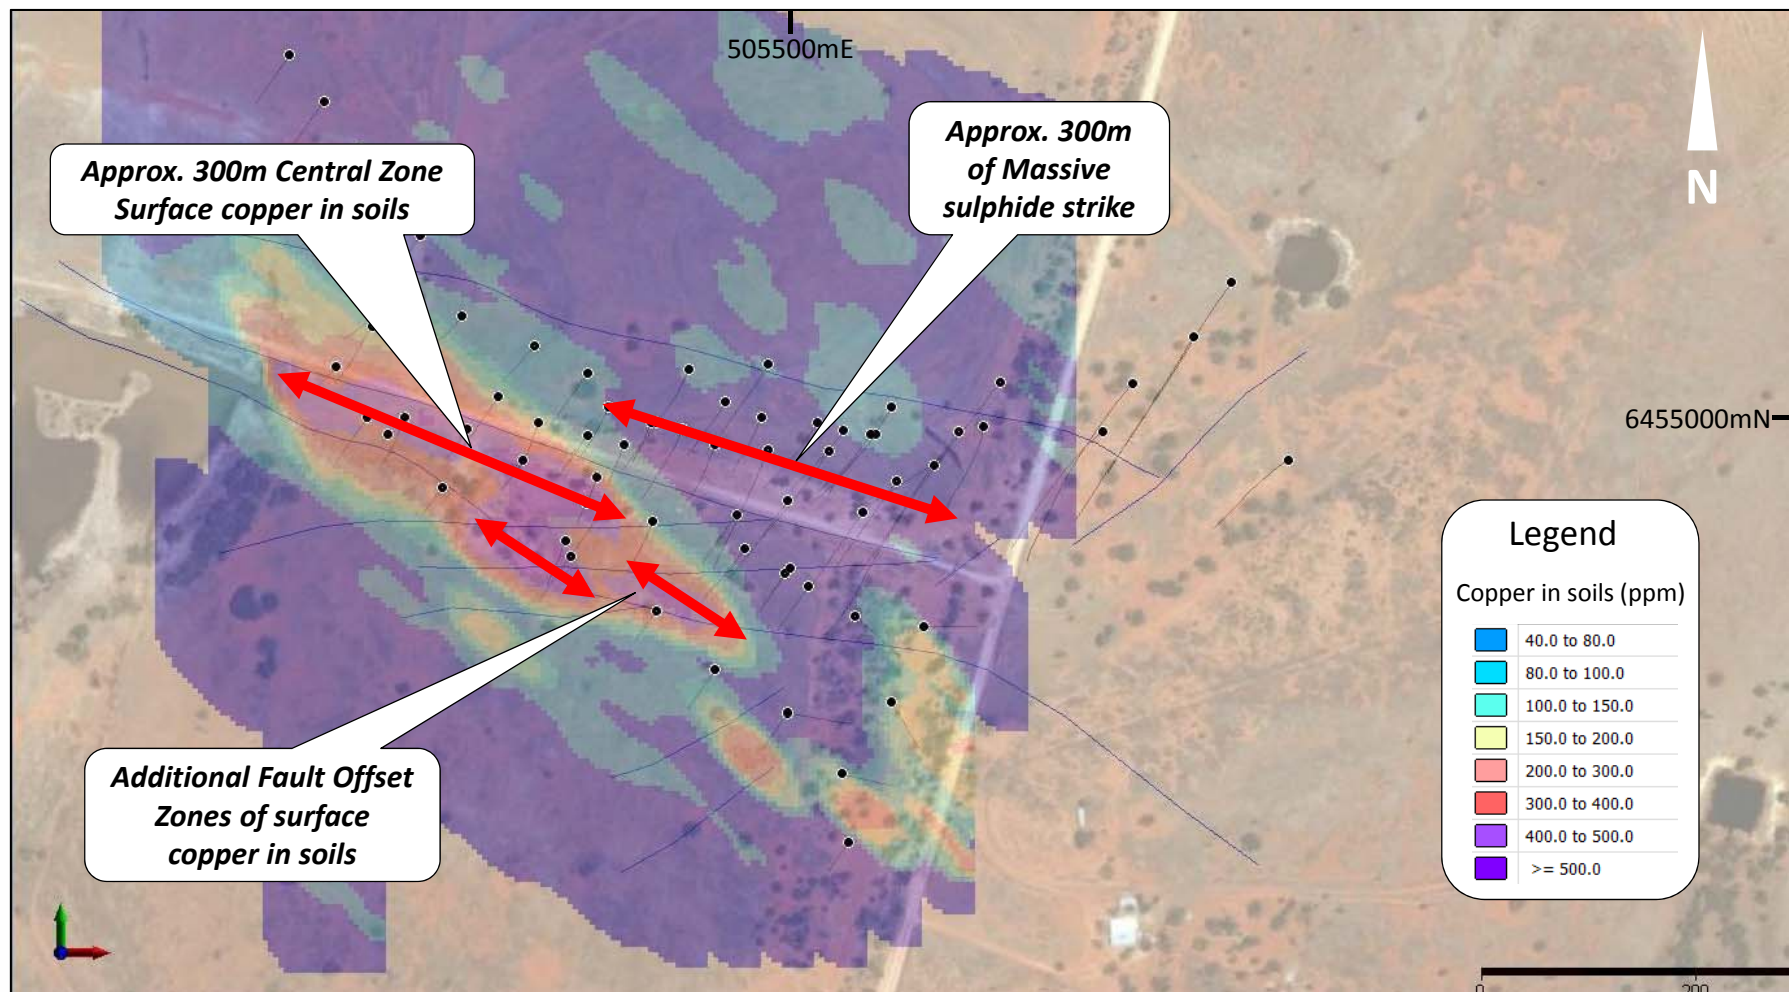 505500mE
Approx. 300m Central Zone
Surface copper in soils
Approx. 300m
of Massive
sulphide strike
N
6455000mN
Additional Fault Offset
Zones of surface
copper in soils
Legend
Copper in soils (ppm)
40.0 to 80.0
80.0 to 100.0
100.0 to 150.0
150.0 to 200.0
200.0 to 300.0
300.0 to 400.0
400.0 to 500.0
>= 500.0
0 200